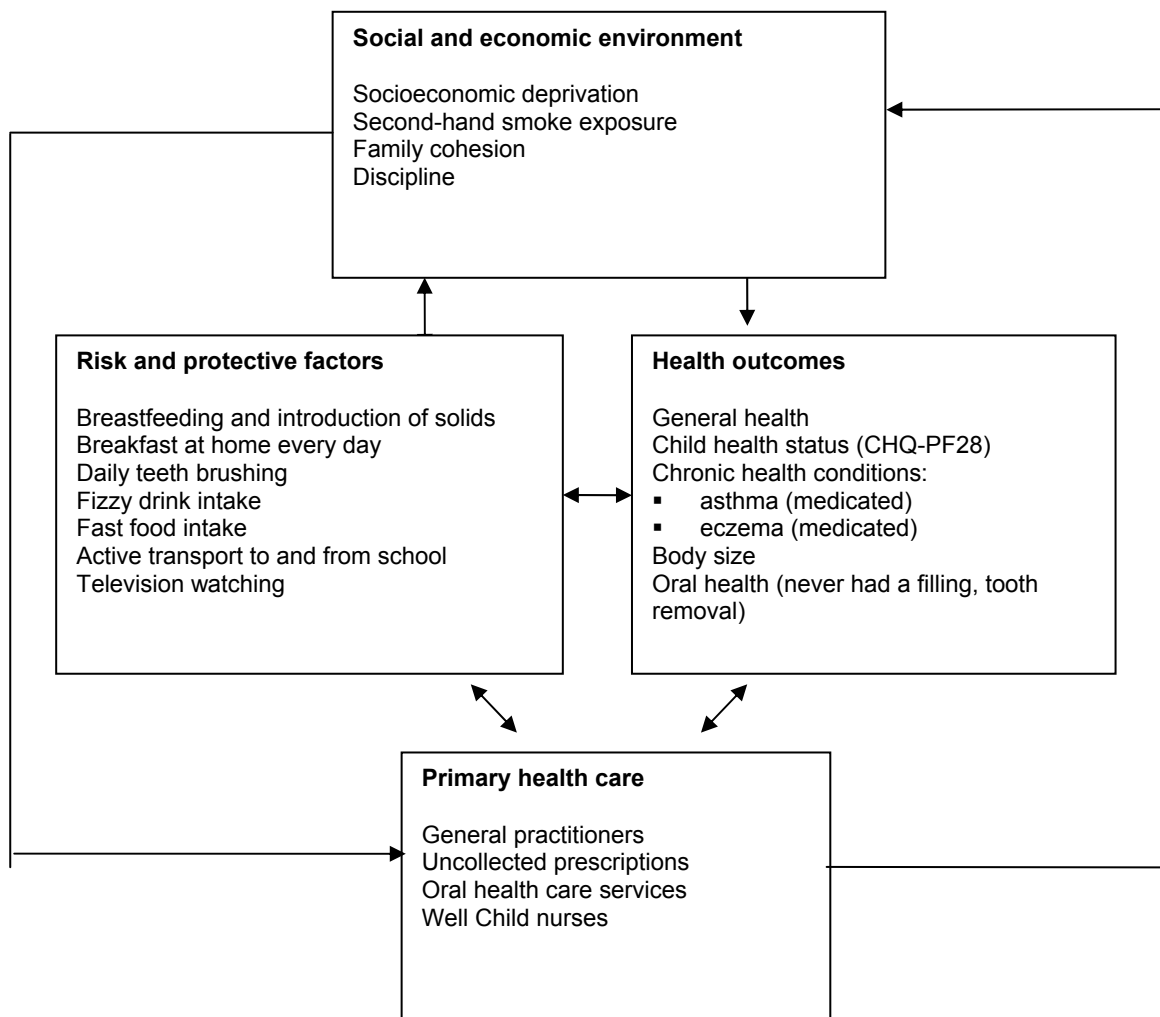 Social and economic environment
Socioeconomic deprivation
Second-hand smoke exposure
Family cohesion
Discipline
Risk and protective factors
Breastfeeding and introduction of solids
Breakfast at home every day
Daily teeth brushing
Fizzy drink intake
Fast food intake
Active transport to and from school
Television watching
Health outcomes
General health
Child health status (CHQ-PF28)
Chronic health conditions:
▪ asthma (medicated)
▪ eczema (medicated)
Body size
Oral health (never had a filling, tooth
removal)
Primary health care
General practitioners
Uncollected prescriptions
Oral health care services
Well Child nurses